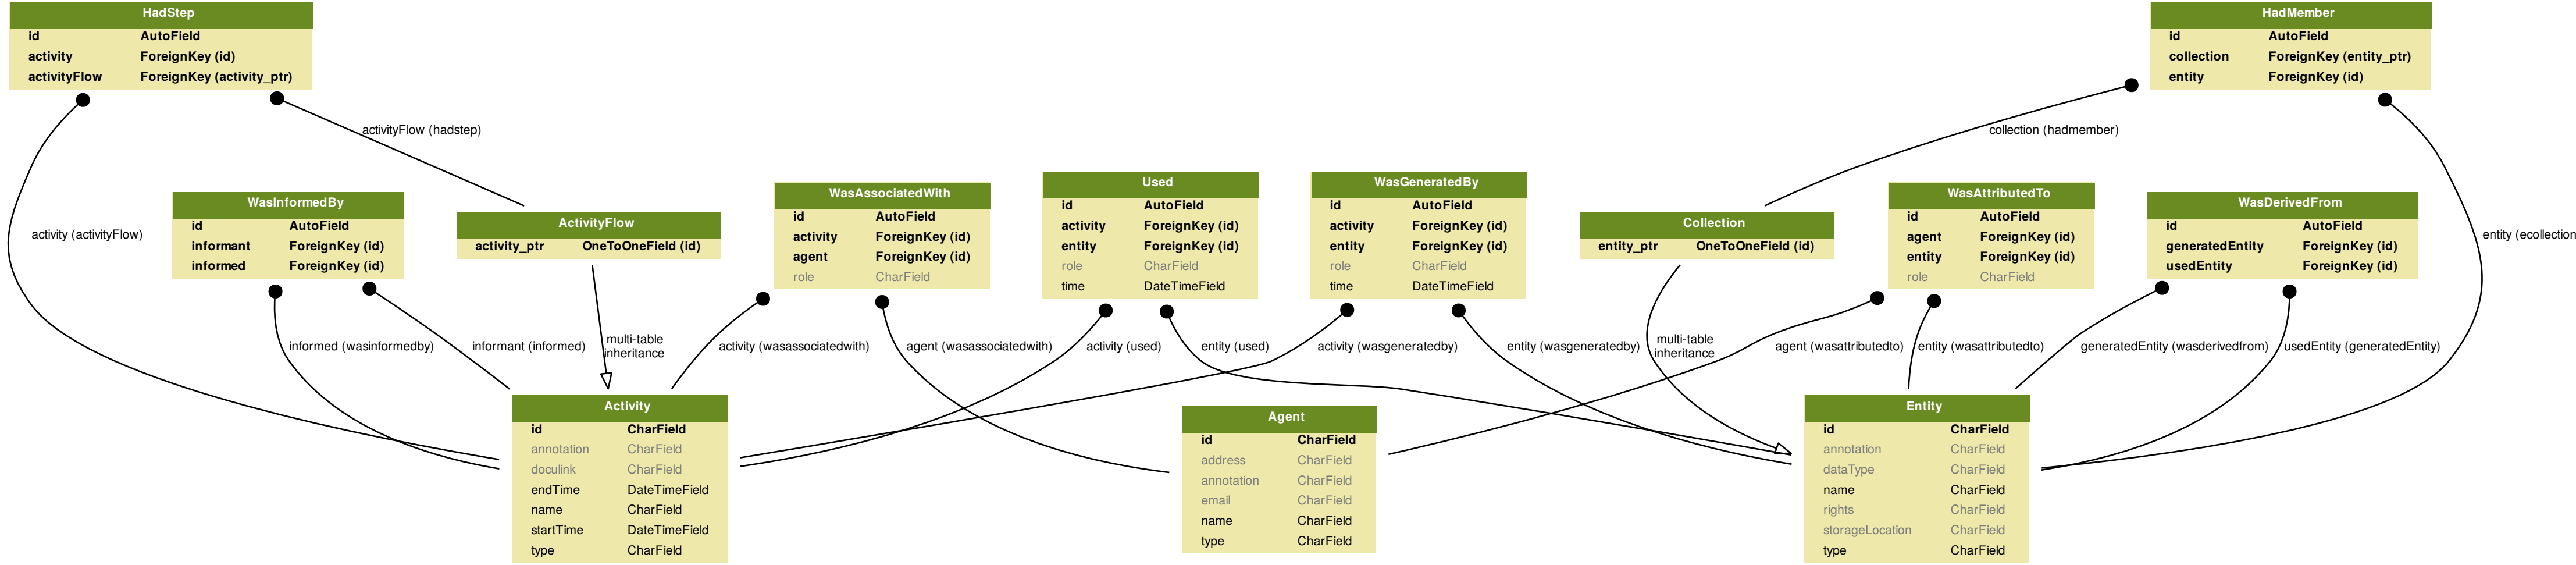 HadStep
id AutoField
activity ForeignKey (id)
activityFlow ForeignKey (activity_ptr)
HadMember
id AutoField
collection ForeignKey (entity_ptr)
entity ForeignKey (id)
activityFlow (hadstep)
collection (hadmember)
activity (activityFlow)
entity (ecollection
WasInformedBy
id AutoField
informant ForeignKey (id)
informed ForeignKey (id)
ActivityFlow
activity_ptr OneToOneField (id)
WasAssociatedWith
id AutoField
activity ForeignKey (id)
agent ForeignKey (id)
role CharField
Used
id AutoField
activity ForeignKey (id)
entity ForeignKey (id)
role CharField
time DateTimeField
WasGeneratedBy
id AutoField
activity ForeignKey (id)
entity ForeignKey (id)
role CharField
time DateTimeField
Collection
entity_ptr OneToOneField (id)
WasAttributedTo
id AutoField
agent ForeignKey (id)
entity ForeignKey (id)
role CharField
WasDerivedFrom
id AutoField
generatedEntity ForeignKey (id)
usedEntity ForeignKey (id)
informed (wasinformedby)
informant (informed)
multi-table
inheritance
activity (wasassociatedwith)
agent (wasassociatedwith)
activity (used)
entity (used)
activity (wasgeneratedby)
entity (wasgeneratedby)
multi-table
inheritance
agent (wasattributedto)
entity (wasattributedto)
generatedEntity (wasderivedfrom)
usedEntity (generatedEntity)
Activity
id CharField
annotation CharField
doculink CharField
endTime DateTimeField
name CharField
startTime DateTimeField
type CharField
Agent
id CharField
address CharField
annotation CharField
email CharField
name CharField
type CharField
Entity
id CharField
annotation CharField
dataType CharField
name CharField
rights CharField
storageLocation CharField
type CharField